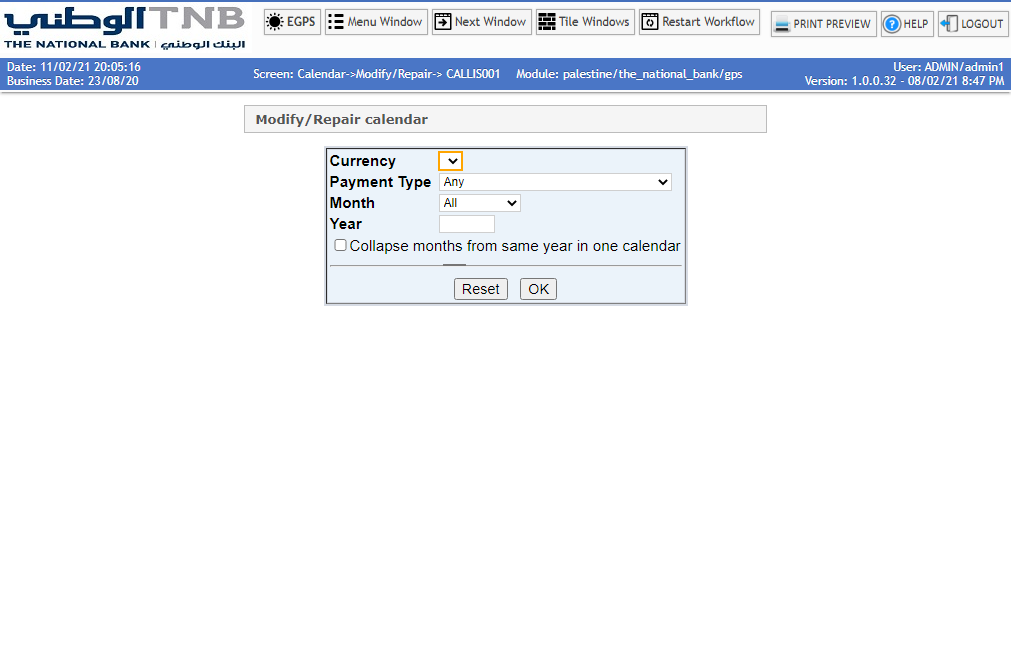 الوطني TNB
THE NATIONAL BANK | البنك الوطني
EGPS
Menu Window
Next Window
Tile Windows
Restart Workflow
PRINT PREVIEW
HELP
LOGOUT
Date: 11/02/21 20:05:16
Business Date: 23/08/20
Screen: Calendar->Modify/Repair-> CALLIS001
Module: palestine/the_national_bank/gps
User: ADMIN/admin1
Version: 1.0.0.32 - 08/02/21 8:47 PM
Modify/Repair calendar
Currency
Payment Type Any
Month All
Year
Collapse months from same year in one calendar
Reset OK